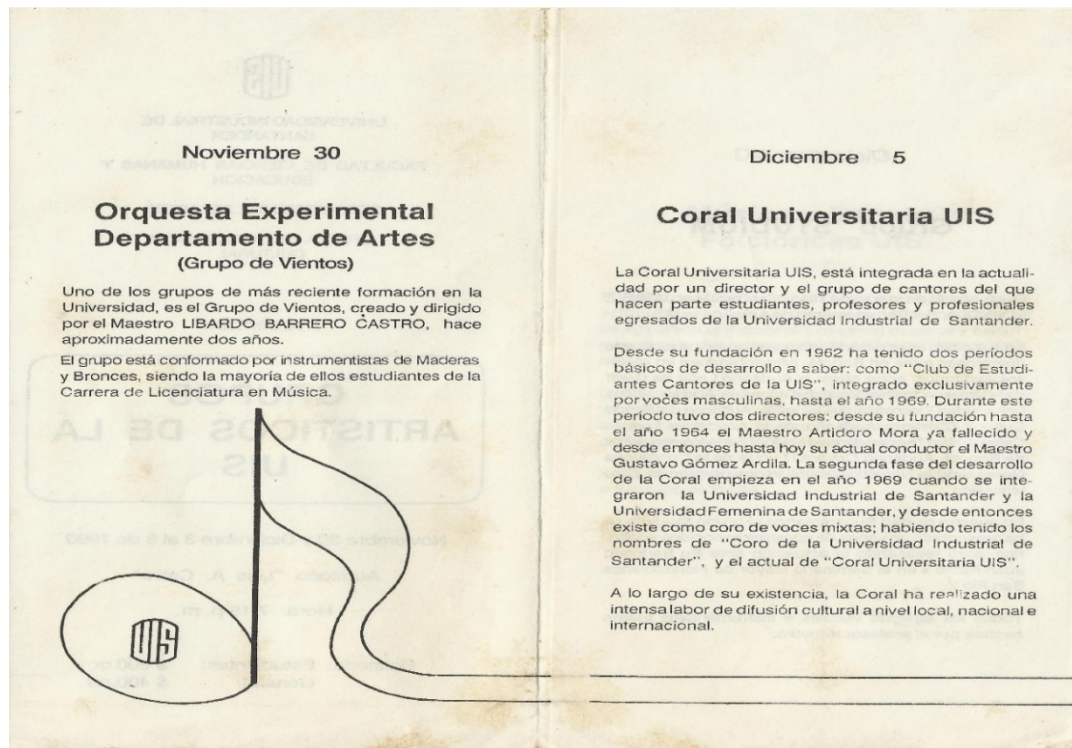 Noviembre 30
Orquesta Experimental
Departamento de Artes
(Grupo de Vientos)
Uno de los grupos de más reciente formación en la
Universidad, es el Grupo de Vientos, creado y dirigido
por el Maestro LIBARDO BARRERO CASTRO, hace
aproximadamente dos años.
El grupo está conformado por instrumentistas de Maderas
y Bronces, siendo la mayoría de ellos estudiantes de la
Carrera de Licenciatura en Música.
UIS
Diciembre 5
Coral Universitaria UIS
La Coral Universitaria UIS, está integrada en la actuali-
dad por un director y el grupo de cantores del que
hacen parte estudiantes, profesores y profesionales
egresados de la Universidad Industrial de Santander.
Desde su fundación en 1962 ha tenido dos períodos
básicos de desarrollo a saber: como "Club de Estudi-
antes Cantores de la UIS", integrado exclusivamente
por voces masculinas, hasta el año 1969. Durante este
período tuvo dos directores: desde su fundación hasta
el año 1964 el Maestro Artidoro Mora ya fallecido y
desde entonces hasta hoy su actual conductor el Maestro
Gustavo Gómez Ardila. La segunda fase del desarrollo
de la Coral empieza en el año 1969 cuando se inte-
graron la Universidad Industrial de Santander y la
Universidad Femenina de Santander, y desde entonces
existe como coro de voces mixtas; habiendo tenido los
nombres de "Coro de la Universidad Industrial de
Santander", y el actual de "Coral Universitaria UIS".
A lo largo de su existencia, la Coral ha realizado una
intensa labor de difusión cultural a nivel local, nacional e
internacional.